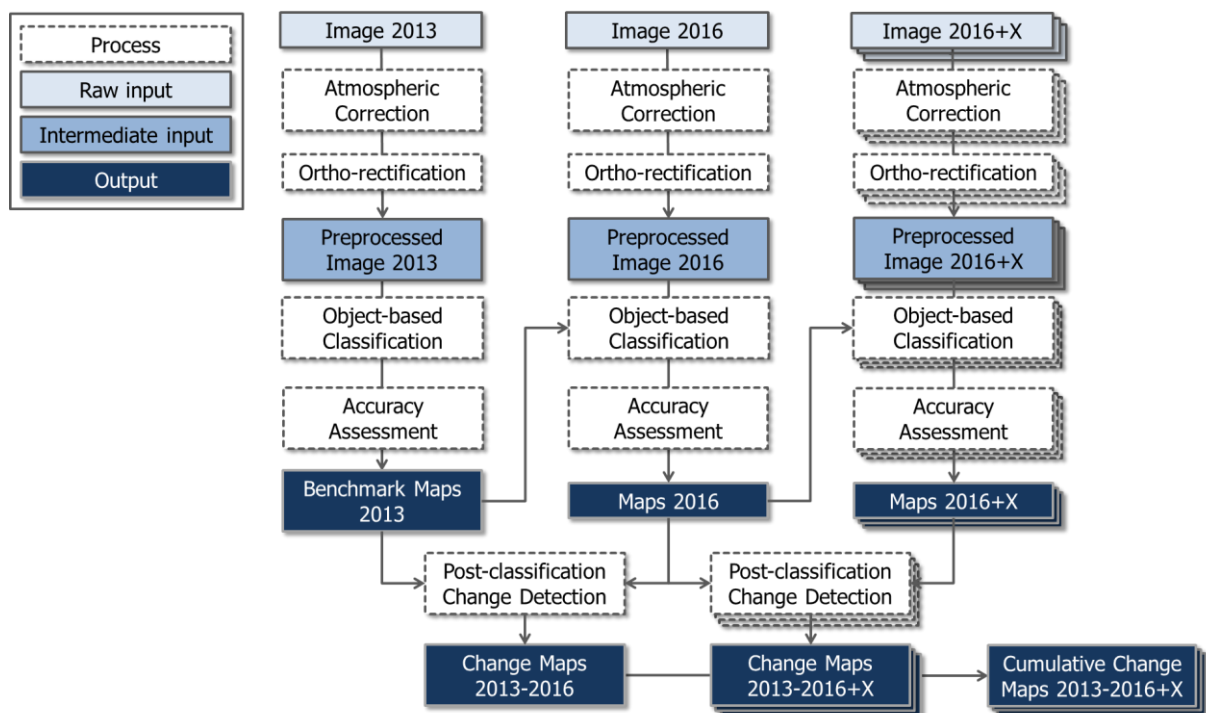 Process
Raw input
Intermediate input
Output
Image 2013
Atmospheric
Correction
Ortho-rectification
Preprocessed
Image 2013
Object-based
Classification
Accuracy
Assessment
Benchmark Maps
2013
Image 2016
Atmospheric
Correction
Ortho-rectification
Preprocessed
Image 2016
Object-based
Classification
Accuracy
Assessment
Maps 2016
Image 2016+X
Atmospheric
Correction
Ortho-rectification
Preprocessed
Image 2016+X
Object-based
Classification
Accuracy
Assessment
Maps 2016+X
Post-classification
Change Detection
Post-classification
Change Detection
Change Maps
2013-2016
Change Maps
2013-2016+X
Cumulative Change
Maps 2013-2016+X